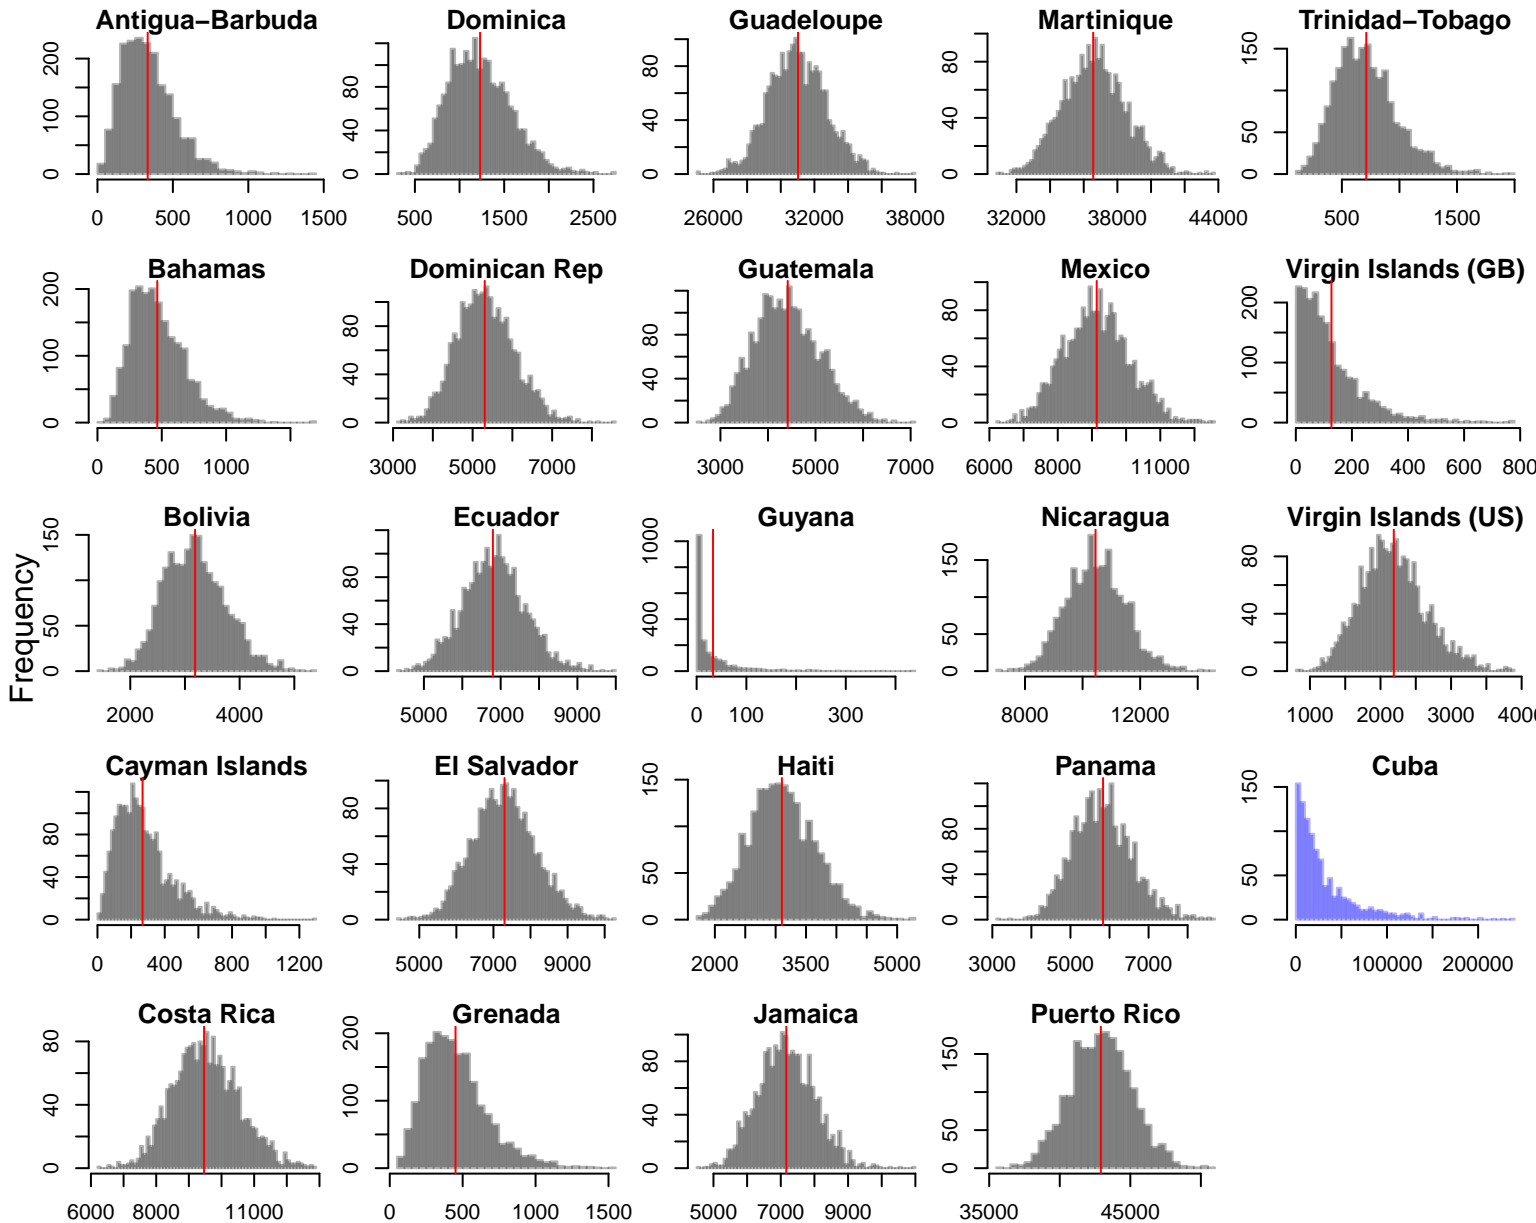 Antigua–Barbuda
0 100 200
0 500 1000 1500
Dominica
0 40 80
500 1500 2500
Guadeloupe
0 40 80
26000 32000 38000
Martinique
0 40 80
32000 38000 44000
Trinidad–Tobago
0 50 150
500 1500
Bahamas
0 100 200
0 500 1000
Dominican Rep
0 40 80
3000 5000 7000
Guatemala
0 40 80
3000 5000 7000
Mexico
0 40 80
6000 8000 11000
Virgin Islands (GB)
0 100 200
0 200 400 600 800
Frequency
Bolivia
0 50 150
2000 4000
Ecuador
0 40 80
5000 7000 9000
Guyana
0 400 1000
0 100 300
Nicaragua
0 50 150
8000 12000
Virgin Islands (US)
0 40 80
1000 2000 3000 400
Cayman Islands
0 40 80
0 400 800 1200
El Salvador
0 40 80
5000 7000 9000
Haiti
0 50 150
2000 3500 5000
Panama
0 40 80
3000 5000 7000
Cuba
0 50 150
0 100000 200000
Costa Rica
0 40 80
6000 8000 11000
Grenada
0 100 200
0 500 1000 1500
Jamaica
0 40 80
5000 7000 9000
Puerto Rico
0 50 150
35000 45000